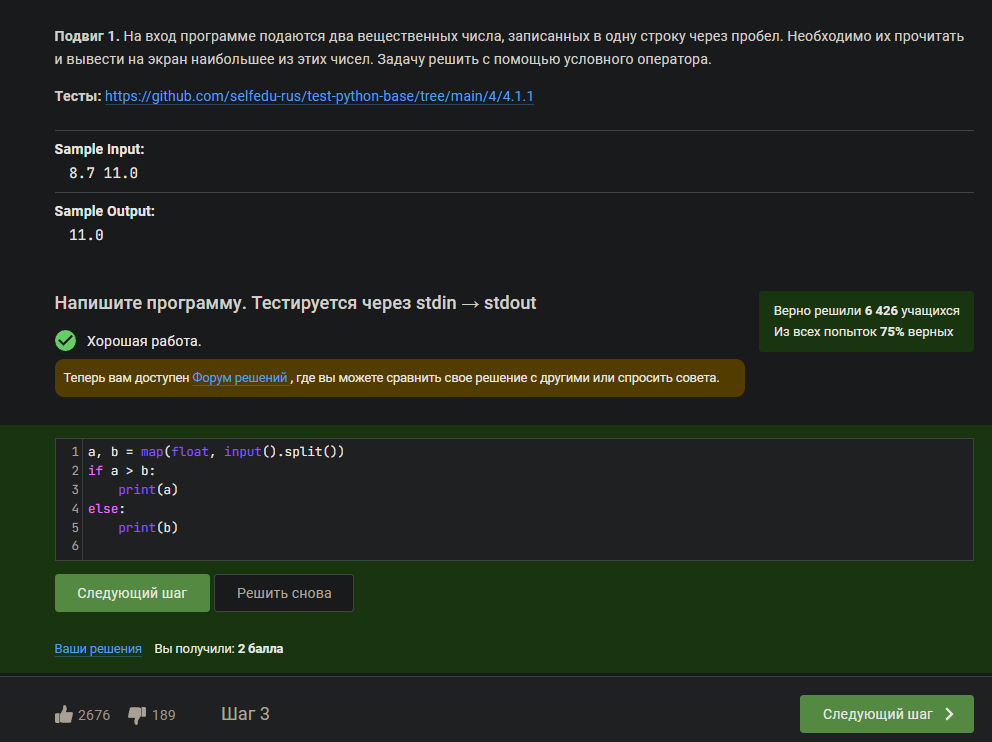 Подвиг 1. На вход программе подаются два вещественных числа, записанных в одну строку через пробел. Необходимо их прочитать
и вывести на экран наибольшее из этих чисел. Задачу решить с помощью условного оператора.
Тесты: https://github.com/selfedu-rus/test-python-base/tree/main/4/4.1.1
Sample Input:
8.7 11.0
Sample Output:
11.0
Напишите программу. Тестируется через stdin → stdout
Верно решили 6 426 учащихся
Из всех попыток 75% верных
Хорошая работа.
Теперь вам доступен Форум решений , где вы можете сравнить свое решение с другими или спросить совета.
1 a, b = map(float, input().split())
2 if a > b:
3     print(a)
4 else:
5     print(b)
6
Следующий шаг Решить снова
Ваши решения Вы получили: 2 балла
2676 189 Шаг 3 Следующий шаг